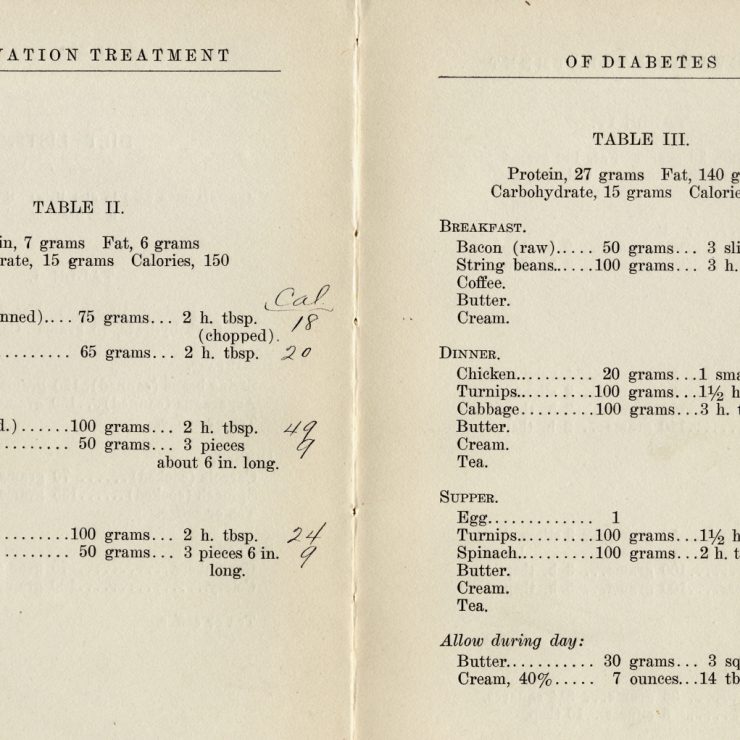 VATION TREATMENT
TABLE II.
in, 7 grams Fat, 6 grams
rate, 15 grams Calories, 150
Cal
nned).... 75 grams... 2 h. tbsp. 18
(chopped).
......... 65 grams... 2 h. tbsp. 20
d.)......100 grams... 2 h. tbsp. 49
......... 50 grams... 3 pieces 9
about 6 in. long.
.........100 grams... 2 h. tbsp. 24
......... 50 grams... 3 pieces 6 in. 9
long.
OF DIABETES
TABLE III.
Protein, 27 grams Fat, 140 g
Carbohydrate, 15 grams Calorie
BREAKFAST.
Bacon (raw)..... 50 grams... 3 sli
String beans......100 grams... 3 h.
Coffee.
Butter.
Cream.
DINNER.
Chicken.......... 20 grams...1 sma
Turnips..........100 grams...1½ h
Cabbage..........100 grams...3 h. t
Butter.
Cream.
Tea.
SUPPER.
Egg............ 1
Turnips..........100 grams...1½ h
Spinach..........100 grams...2 h. t
Butter.
Cream.
Tea.
Allow during day:
Butter........... 30 grams... 3 sq
Cream, 40%..... 7 ounces...14 tb